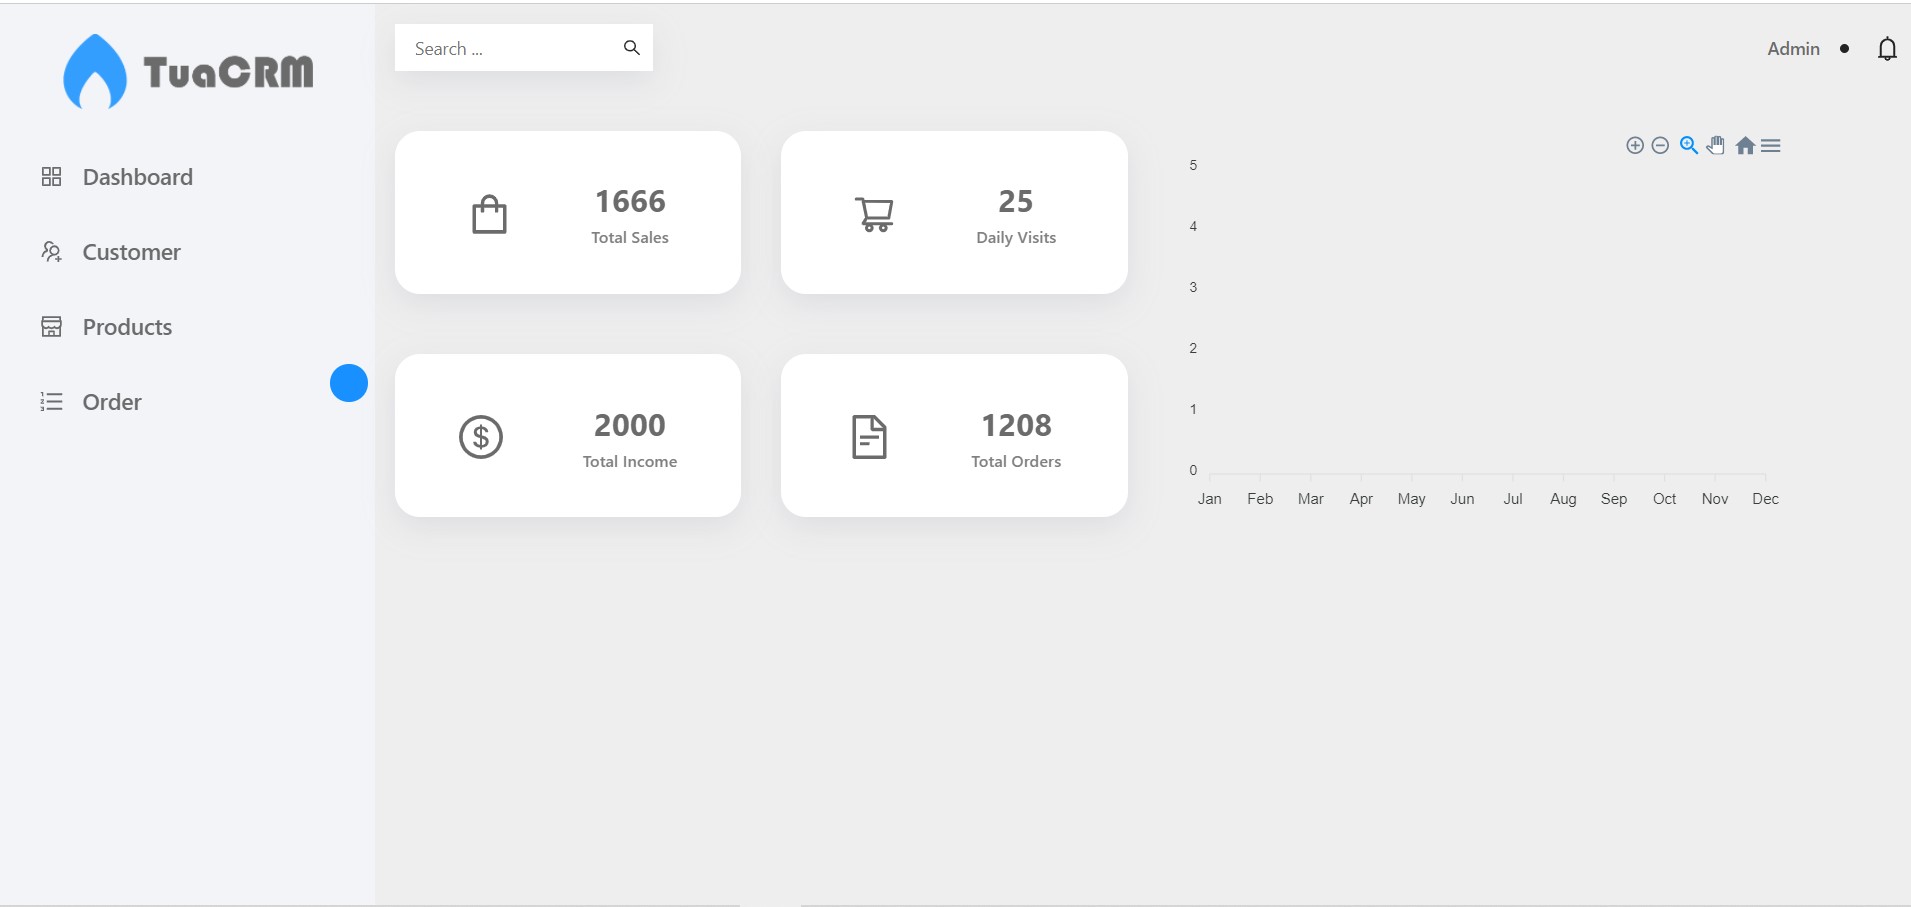 TuaCRM
Dashboard
Customer
Products
Order
Search ...
Admin
1666
Total Sales
25
Daily Visits
2000
Total Income
1208
Total Orders
5
4
3
2
1
0
Jan Feb Mar Apr May Jun Jul Aug Sep Oct Nov Dec